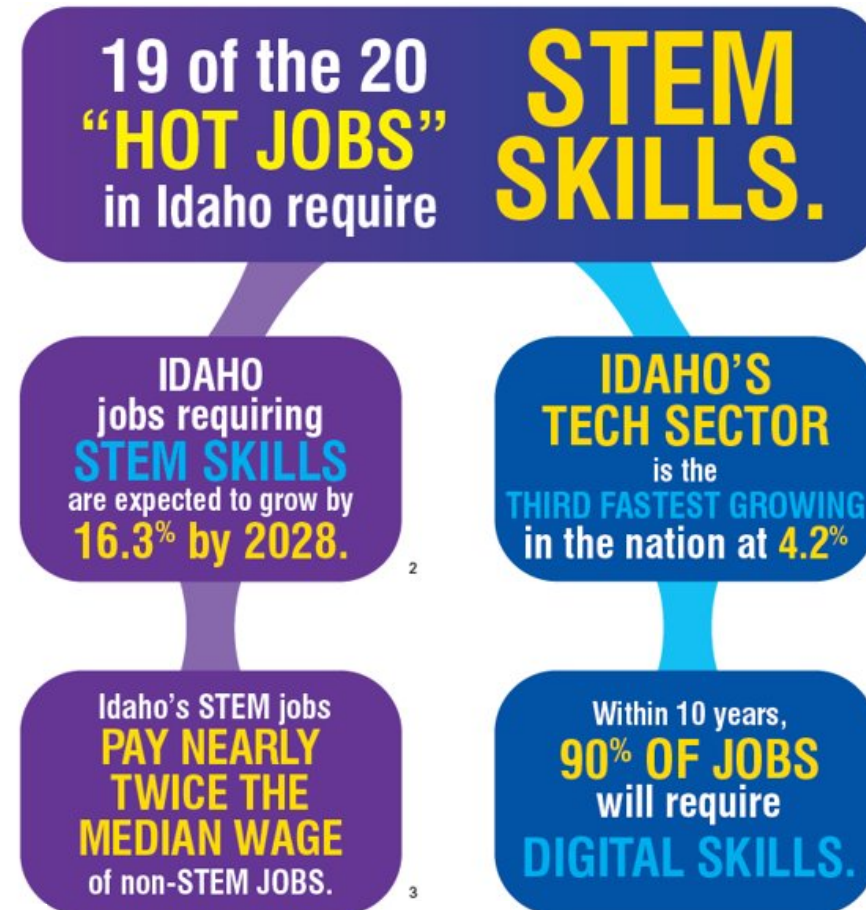 19 of the 20
“HOT JOBS”
in Idaho require
STEM
SKILLS.
IDAHO
jobs requiring
STEM SKILLS
are expected to grow by
16.3% by 2028.
2
IDAHO’S
TECH SECTOR
is the
THIRD FASTEST GROWING
in the nation at 4.2%
Idaho’s STEM jobs
PAY NEARLY
TWICE THE
MEDIAN WAGE
of non-STEM JOBS.
3
Within 10 years,
90% OF JOBS
will require
DIGITAL SKILLS.